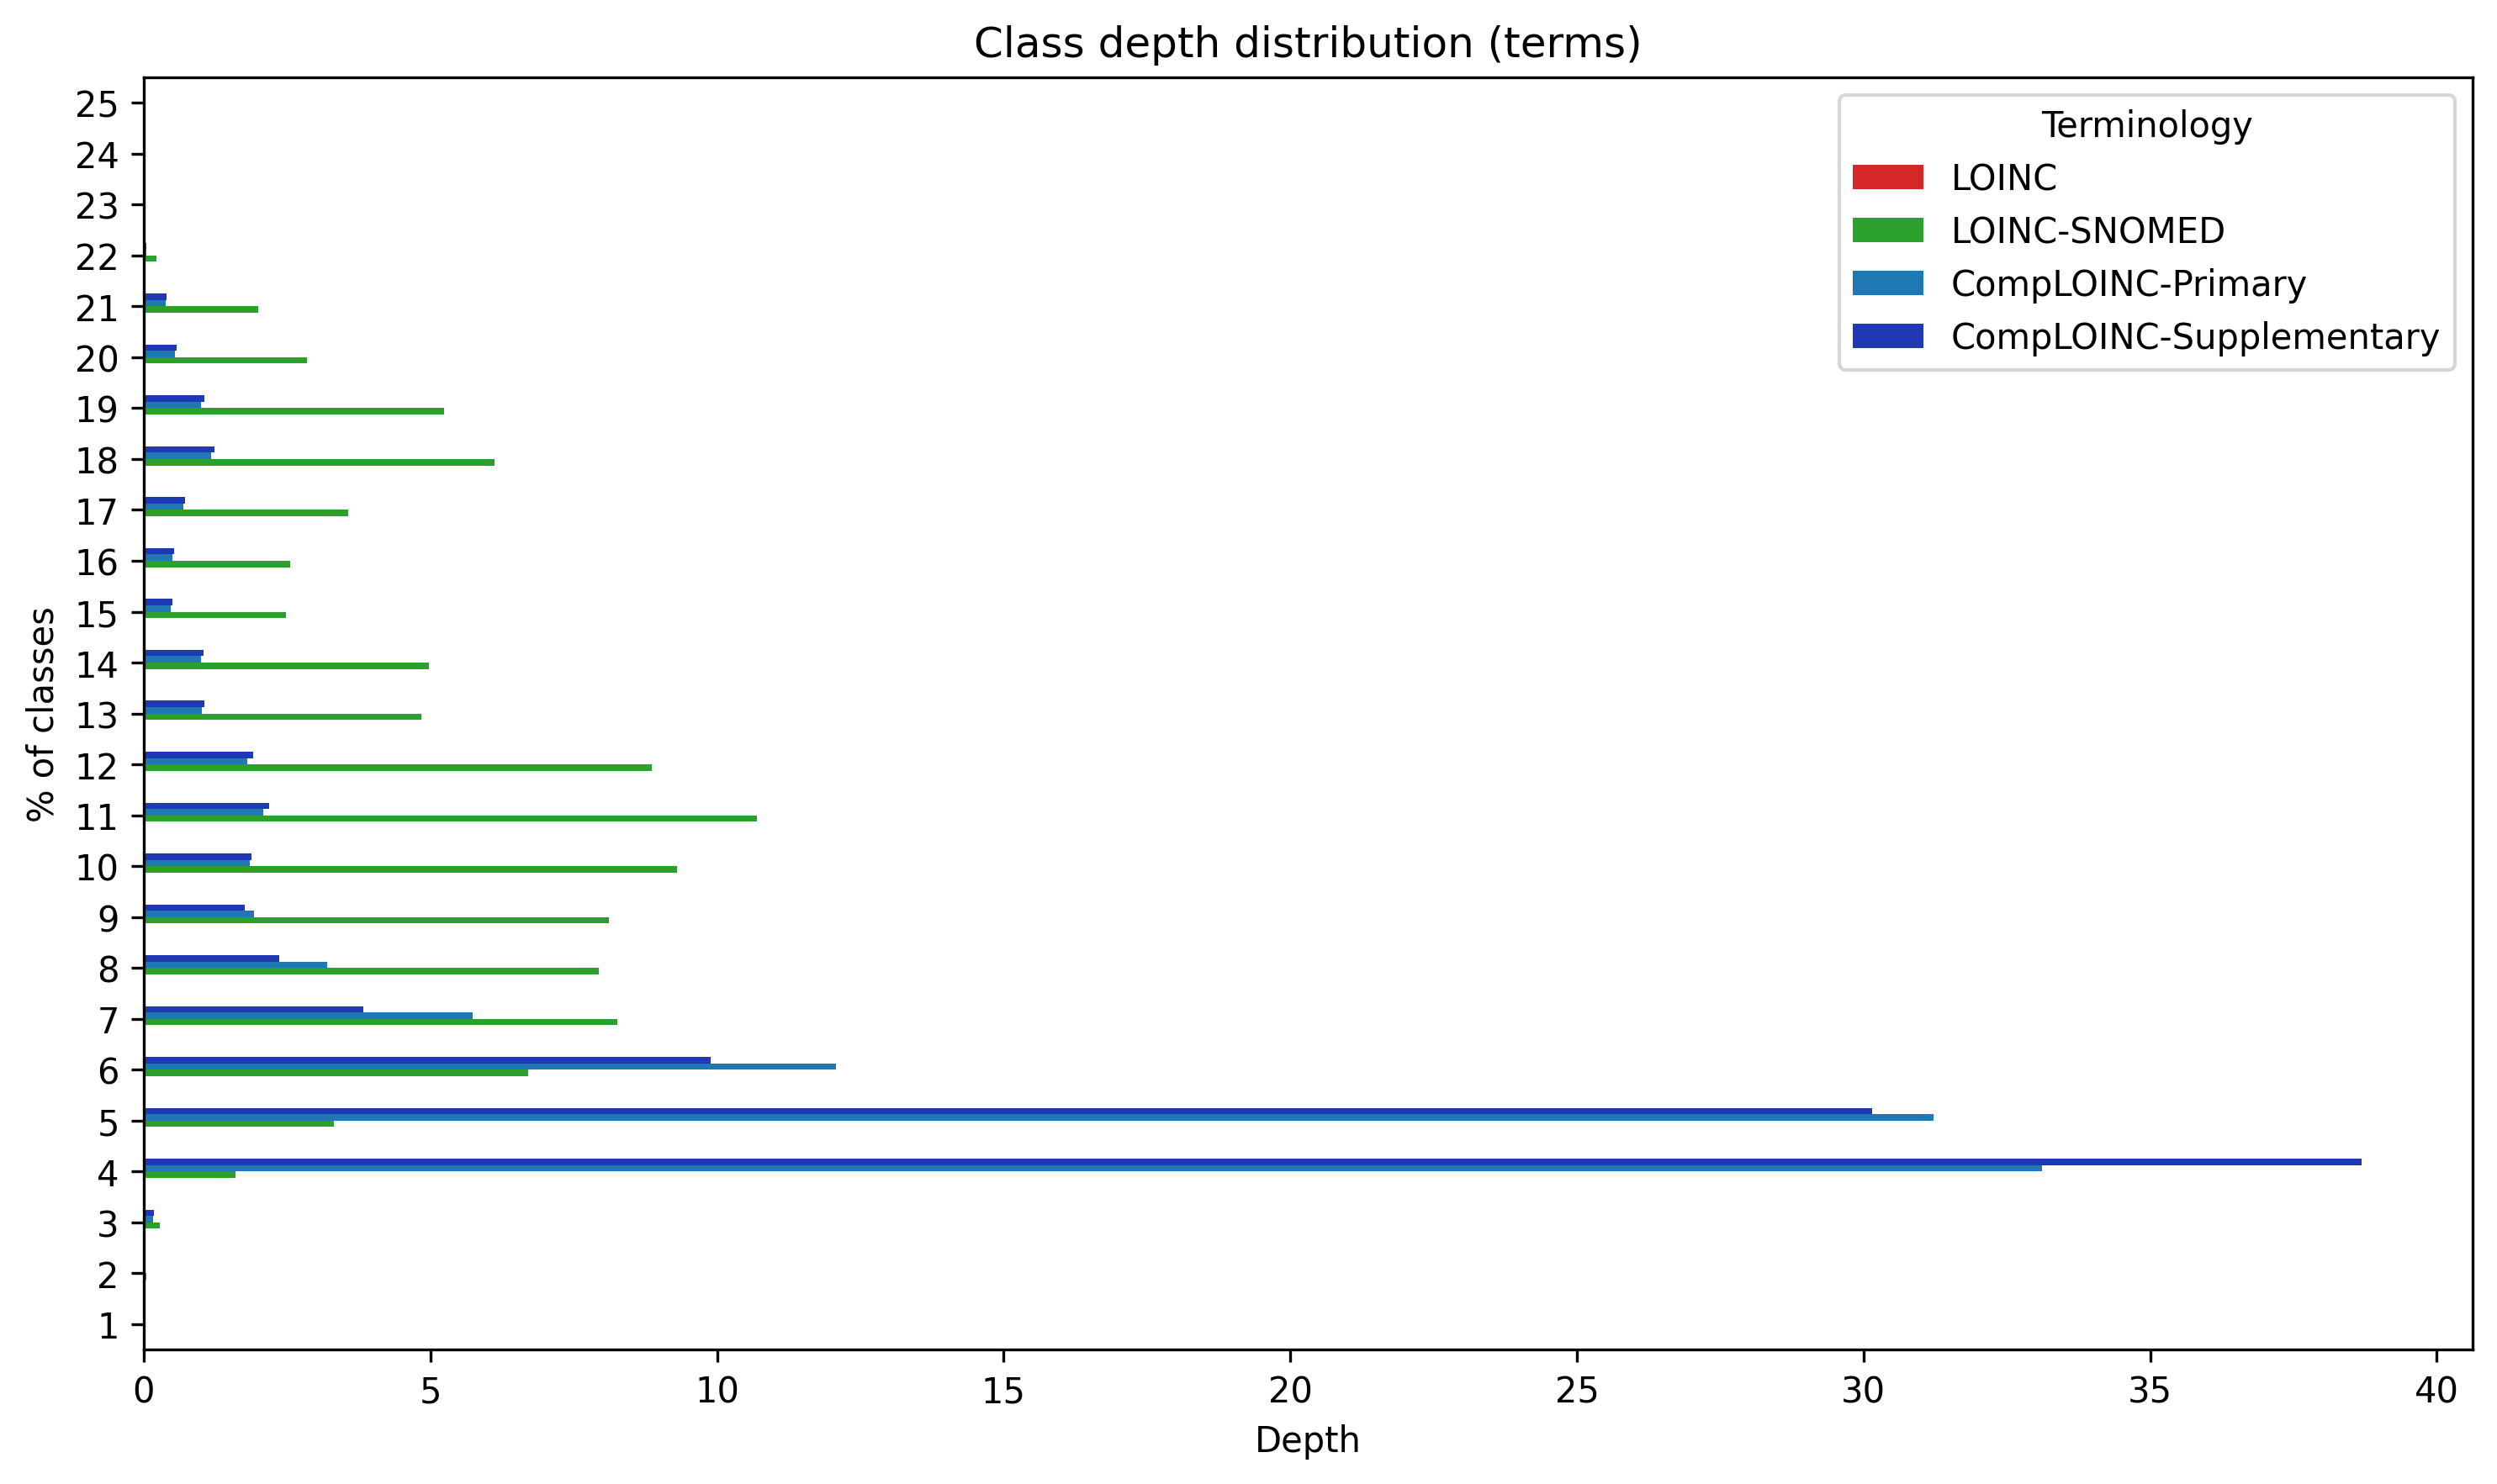 Class depth distribution (terms)
Terminology
LOINC
LOINC-SNOMED
CompLOINC-Primary
CompLOINC-Supplementary
% of classes
25
24
23
22
21
20
19
18
17
16
15
14
13
12
11
10
9
8
7
6
5
4
3
2
1
0 5 10 15 20 25 30 35 40
Depth